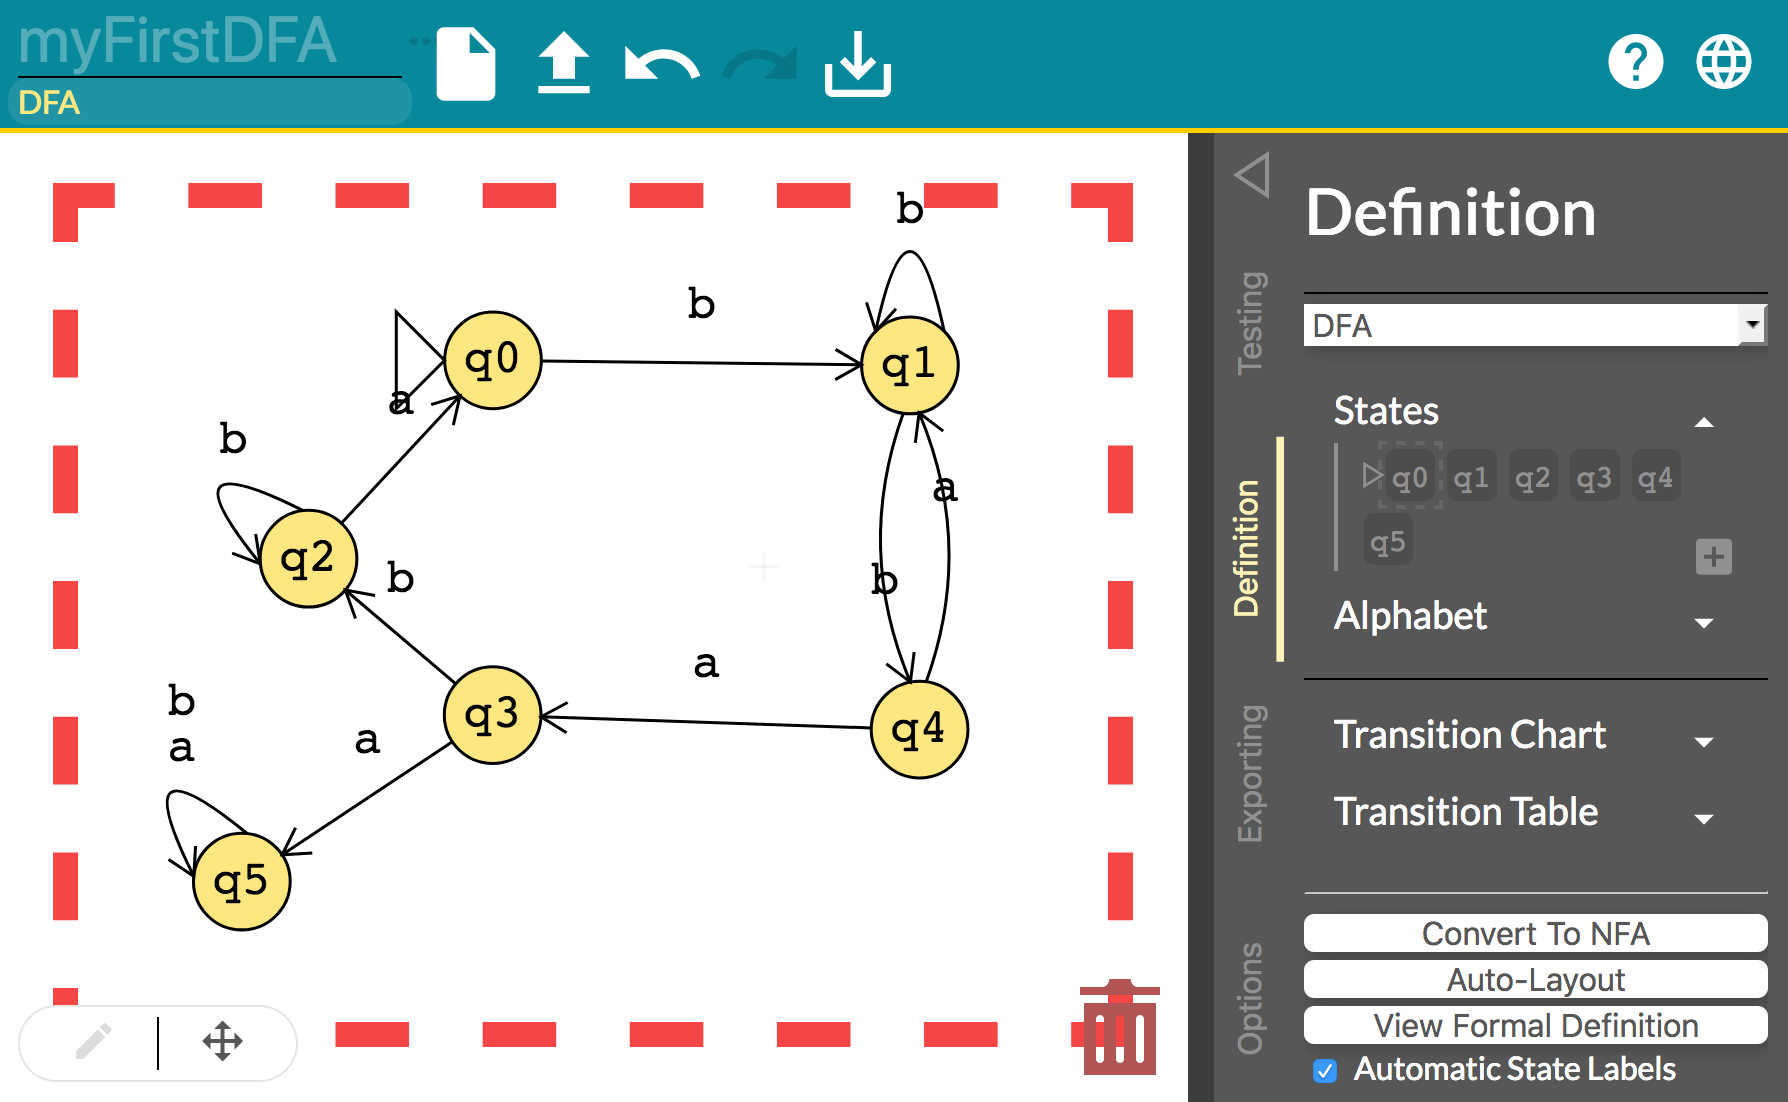 myFirstDFA
DFA
b
b
q0
q1
a
b
a
q2
b
b
a
b
a
a
q3
q4
q5
Testing
Definition
Exporting
Options
Definition
DFA
States
q0 q1 q2 q3 q4
q5
Alphabet
Transition Chart
Transition Table
Convert To NFA
Auto-Layout
View Formal Definition
Automatic State Labels